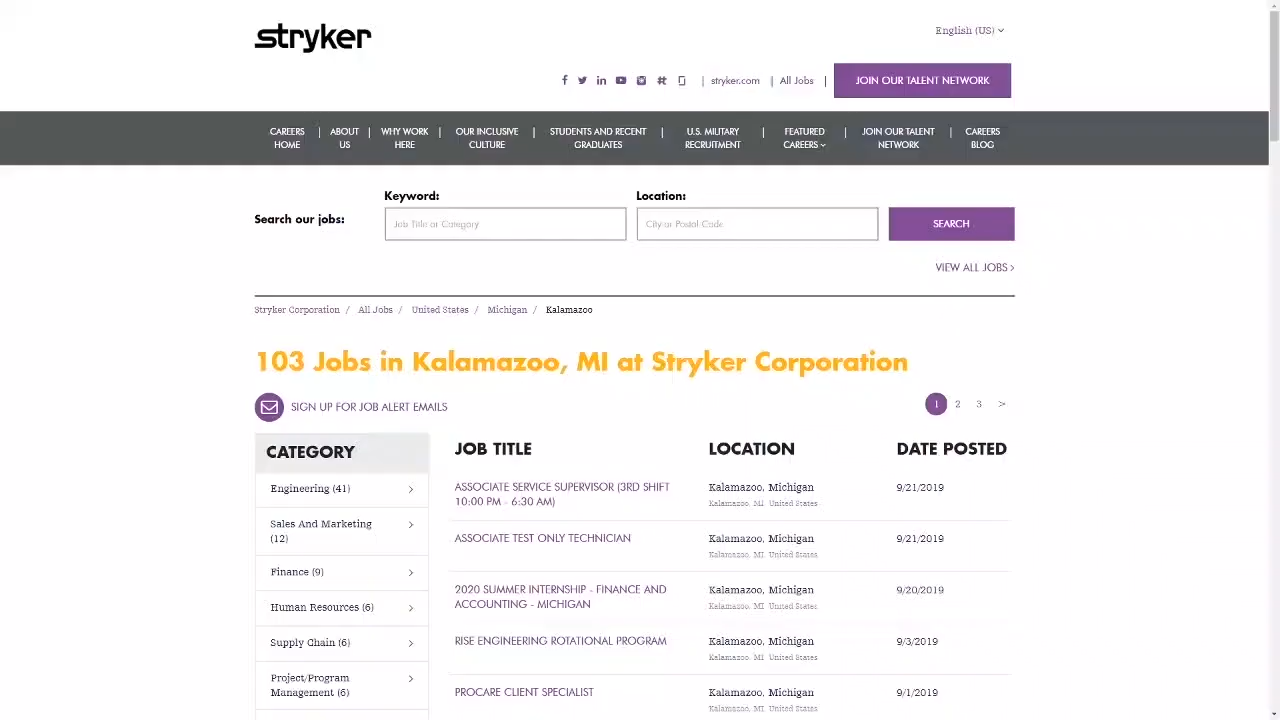 stryker
English (US)
stryker.com | All Jobs |
JOIN OUR TALENT NETWORK
CAREERS HOME | ABOUT US | WHY WORK HERE | OUR INCLUSIVE CULTURE | STUDENTS AND RECENT GRADUATES | U.S. MILITARY RECRUITMENT | FEATURED CAREERS | JOIN OUR TALENT NETWORK | CAREERS BLOG
Search our jobs:
Keyword:
Job Title or Category
Location:
City or Postal Code
SEARCH
VIEW ALL JOBS >
Stryker Corporation / All Jobs / United States / Michigan / Kalamazoo
103 Jobs in Kalamazoo, MI at Stryker Corporation
SIGN UP FOR JOB ALERT EMAILS
1 2 3 >
CATEGORY
Engineering (41)
Sales And Marketing
(12)
Finance (9)
Human Resources (6)
Supply Chain (6)
Project/Program
Management (6)
JOB TITLE LOCATION DATE POSTED
ASSOCIATE SERVICE SUPERVISOR (3RD SHIFT
10:00 PM - 6:30 AM)
Kalamazoo, Michigan
Kalamazoo, MI United States
9/21/2019
ASSOCIATE TEST ONLY TECHNICIAN
Kalamazoo, Michigan
Kalamazoo, MI United States
9/21/2019
2020 SUMMER INTERNSHIP - FINANCE AND
ACCOUNTING - MICHIGAN
Kalamazoo, Michigan
Kalamazoo, MI United States
9/20/2019
RISE ENGINEERING ROTATIONAL PROGRAM
Kalamazoo, Michigan
Kalamazoo, MI United States
9/3/2019
PROCARE CLIENT SPECIALIST
Kalamazoo, Michigan
Kalamazoo, MI United States
9/1/2019